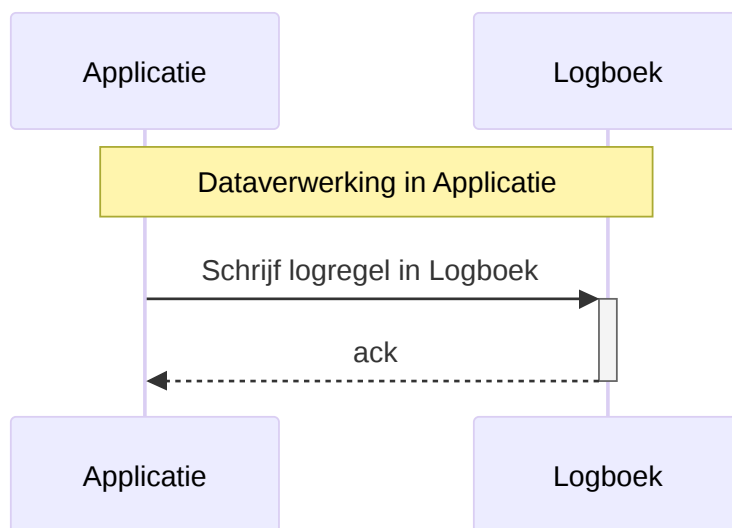 Applicatie
Logboek
Dataverwerking in Applicatie
Schrijf logregel in Logboek
ack
Applicatie
Logboek